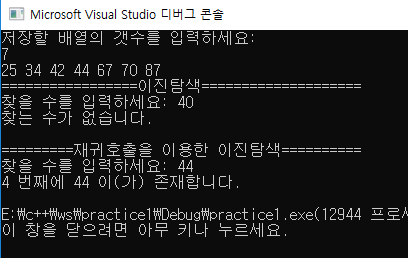 Microsoft Visual Studio 디버그 콘솔
저장할 배열의 갯수를 입력하세요:
7
25 34 42 44 67 70 87
=================이진탐색====================
찾을 수를 입력하세요: 40
찾는 수가 없습니다.
=========재귀호출을 이용한 이진탐색==========
찾을 수를 입력하세요: 44
4 번째에 44 이(가) 존재합니다.
E:₩c++₩ws₩practice1₩Debug₩practice1.exe(12944 프로세
이 창을 닫으려면 아무 키나 누르세요.